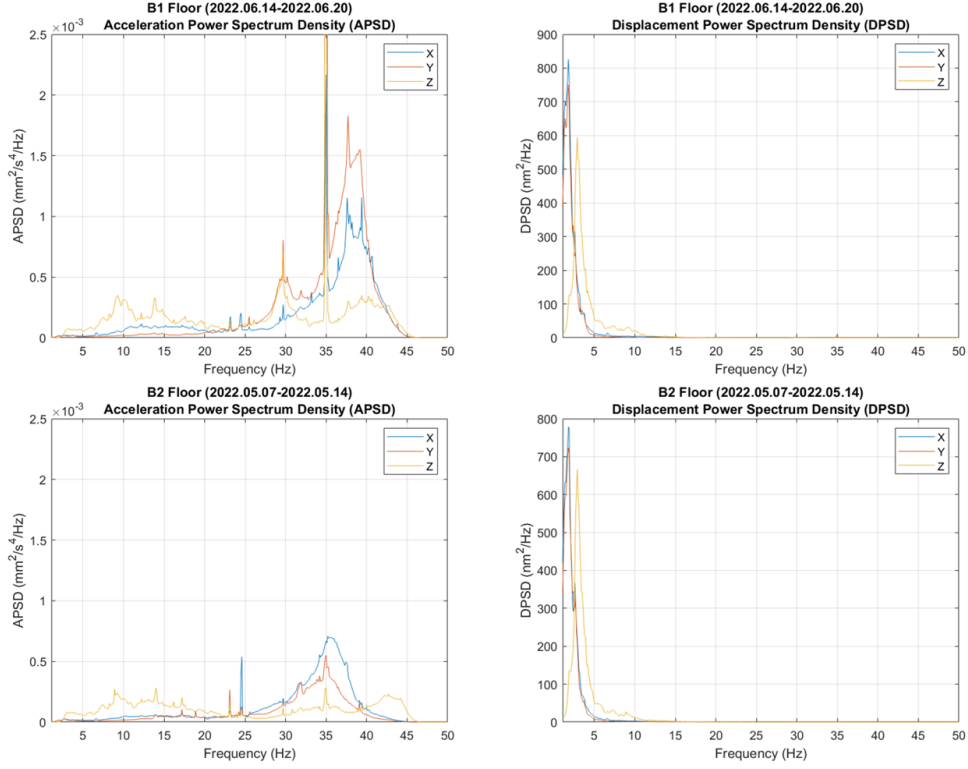 B1 Floor (2022.06.14-2022.06.20)
Acceleration Power Spectrum Density (APSD)
×10⁻³
2.5
2
1.5
1
0.5
0
APSD (mm²/s⁴/Hz)
5 10 15 20 25 30 35 40 45 50
Frequency (Hz)
X
Y
Z
B1 Floor (2022.06.14-2022.06.20)
Displacement Power Spectrum Density (DPSD)
900
800
700
600
500
400
300
200
100
0
DPSD (nm²/Hz)
5 10 15 20 25 30 35 40 45 50
Frequency (Hz)
X
Y
Z
B2 Floor (2022.05.07-2022.05.14)
Acceleration Power Spectrum Density (APSD)
×10⁻³
2.5
2
1.5
1
0.5
0
APSD (mm²/s⁴/Hz)
5 10 15 20 25 30 35 40 45 50
Frequency (Hz)
X
Y
Z
B2 Floor (2022.05.07-2022.05.14)
Displacement Power Spectrum Density (DPSD)
800
700
600
500
400
300
200
100
0
DPSD (nm²/Hz)
5 10 15 20 25 30 35 40 45 50
Frequency (Hz)
X
Y
Z